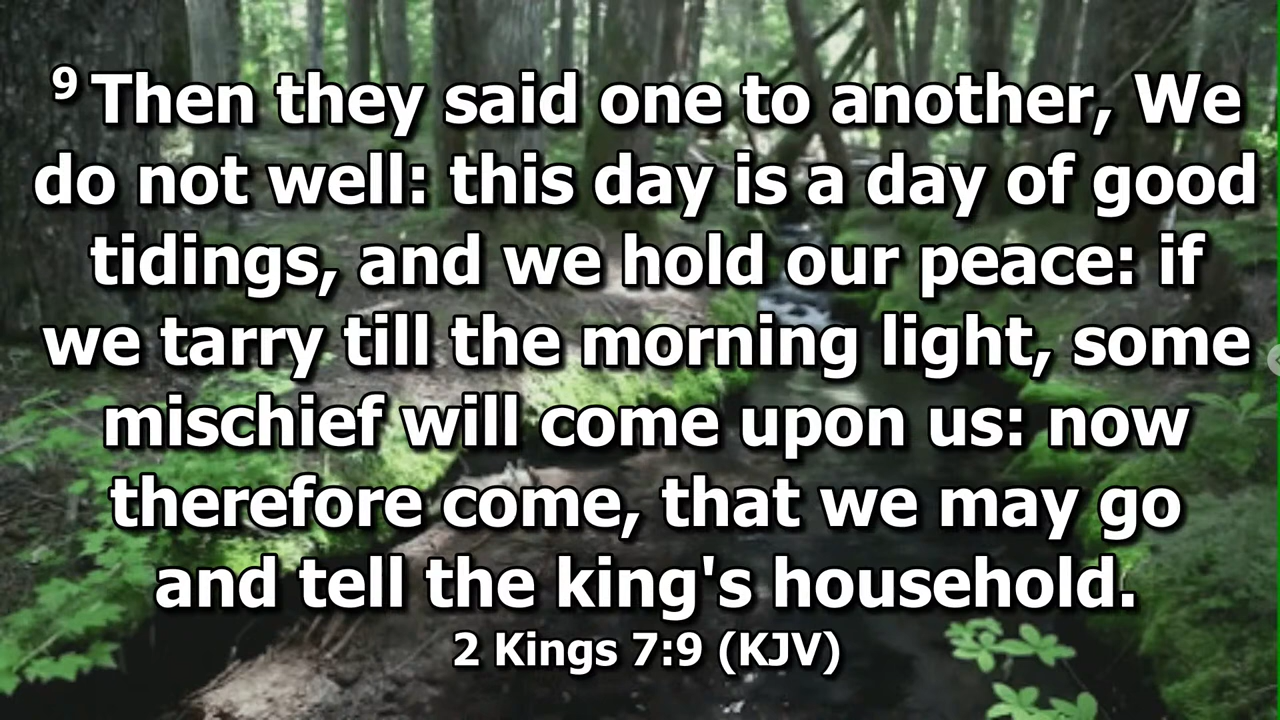 9 Then they said one to another, We
do not well: this day is a day of good
tidings, and we hold our peace: if
we tarry till the morning light, some
mischief will come upon us: now
therefore come, that we may go
and tell the king's household.
2 Kings 7:9 (KJV)